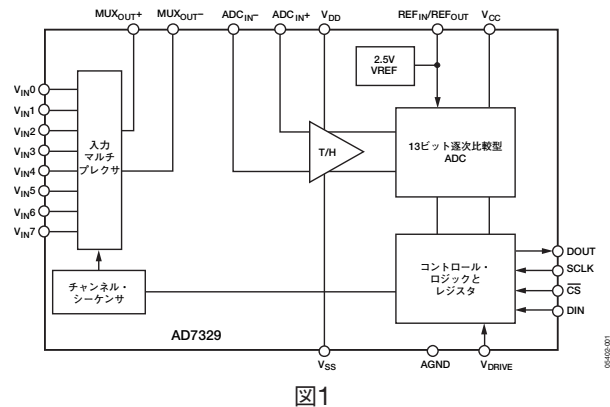 MUXOUT+
MUXOUT–
ADCIN–
ADCIN+
VDD
REFIN/REFOUT
VCC
2.5V
VREF
VIN0
VIN1
VIN2
VIN3
VIN4
VIN5
VIN6
VIN7
入力
マルチ
プレクサ
T/H
13ビット逐次比較型
ADC
チャンネル・
シーケンサ
コントロール・
ロジックと
レジスタ
DOUT
SCLK
CS
DIN
AD7329
VSS
AGND
VDRIVE
05402-001
図1